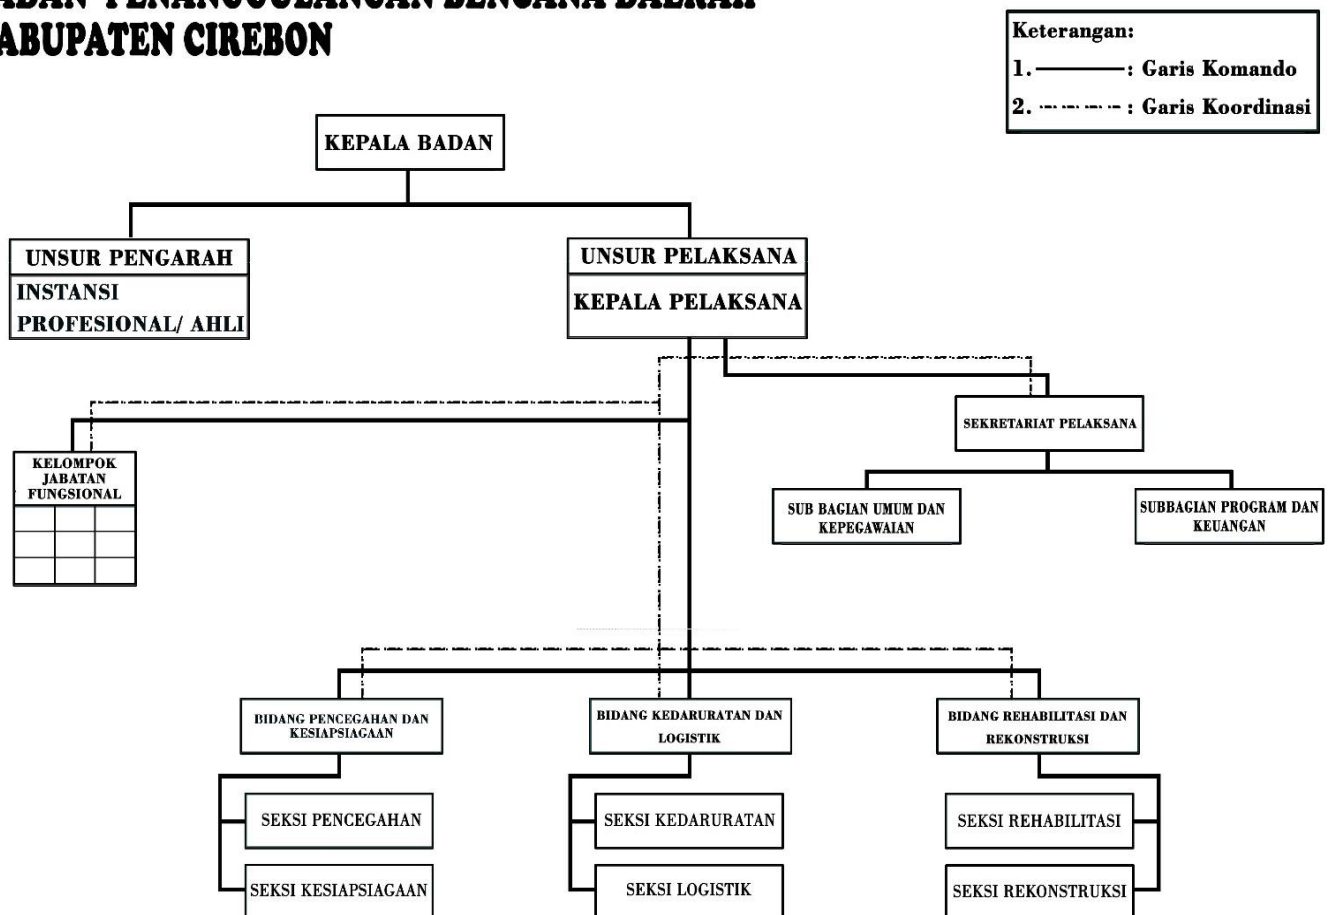 PENANGGULANGAN BENCANA DAERAH
CIREBON
Keterangan:
1. : Garis Komando
2. : Garis Koordinasi
KEPALA BADAN
UNSUR PENGARAH
INSTANSI
PROFESIONAL/ AHLI
UNSUR PELAKSANA
KEPALA PELAKSANA
SEKRETARIAT PELAKSANA
KELOMPOK
JABATAN
FUNGSIONAL
SUB BAGIAN UMUM DAN
KEPEGAWAIAN
SUBBAGIAN PROGRAM DAN
KEUANGAN
BIDANG PENCEGAHAN DAN
KESIAPSIAGAAN
BIDANG KEDARURATAN DAN
LOGISTIK
BIDANG REHABILITASI DAN
REKONSTRUKSI
SEKSI PENCEGAHAN
SEKSI KESIAPSIAGAAN
SEKSI KEDARURATAN
SEKSI LOGISTIK
SEKSI REHABILITASI
SEKSI REKONSTRUKSI